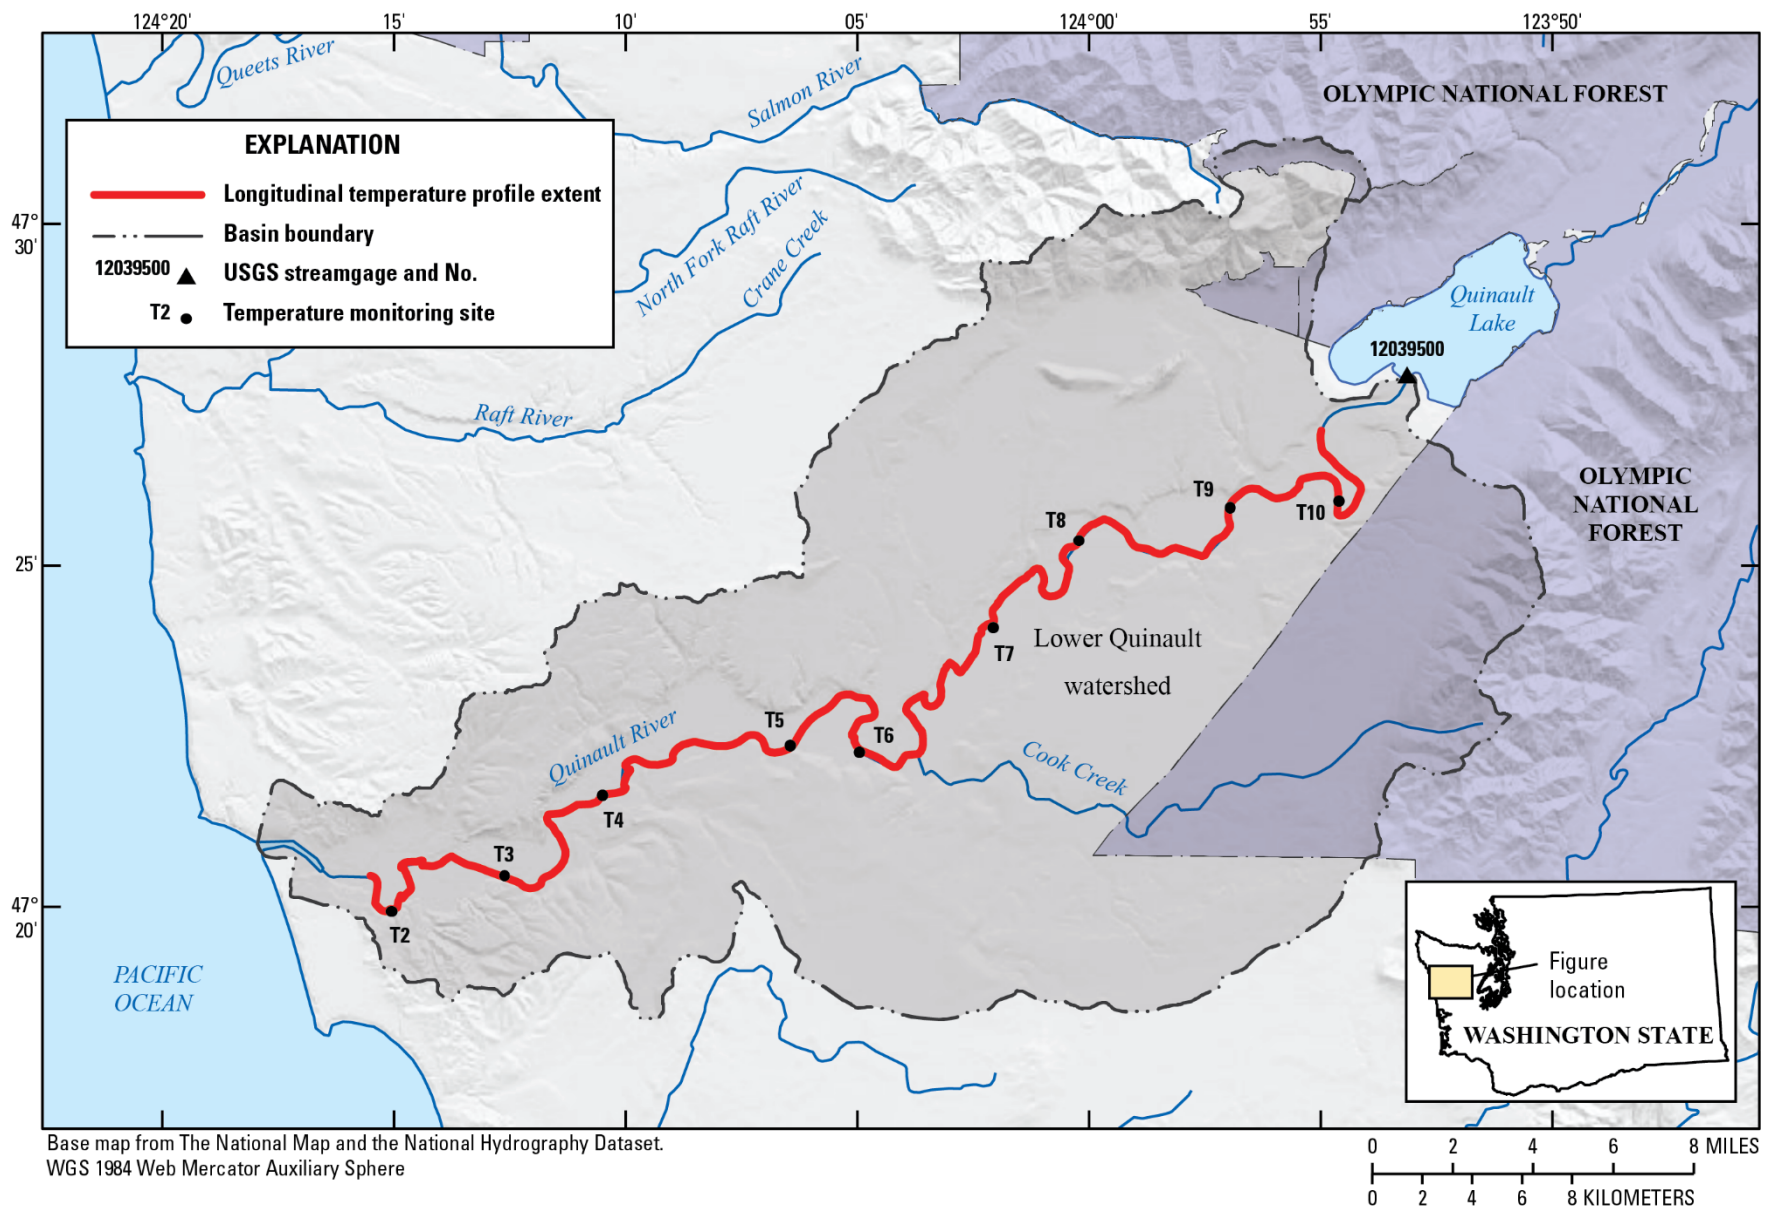 124°20'
15'
10'
05'
124°00'
55'
123°50'
Queets River
Salmon River
OLYMPIC NATIONAL FOREST
EXPLANATION
Longitudinal temperature profile extent
Basin boundary
12039500 USGS streamgage and No.
T2 Temperature monitoring site
47°
30'
North Fork Raft River
Crane Creek
Quinault
Lake
12039500
Raft River
OLYMPIC
NATIONAL
FOREST
T9
T10
T8
25'
Lower Quinault
watershed
T7
Quinault River
T5
T6
Cook Creek
T4
T3
T2
47°
20'
PACIFIC
OCEAN
Figure
location
WASHINGTON STATE
Base map from The National Map and the National Hydrography Dataset.
WGS 1984 Web Mercator Auxiliary Sphere
0 2 4 6 8 MILES
0 2 4 6 8 KILOMETERS